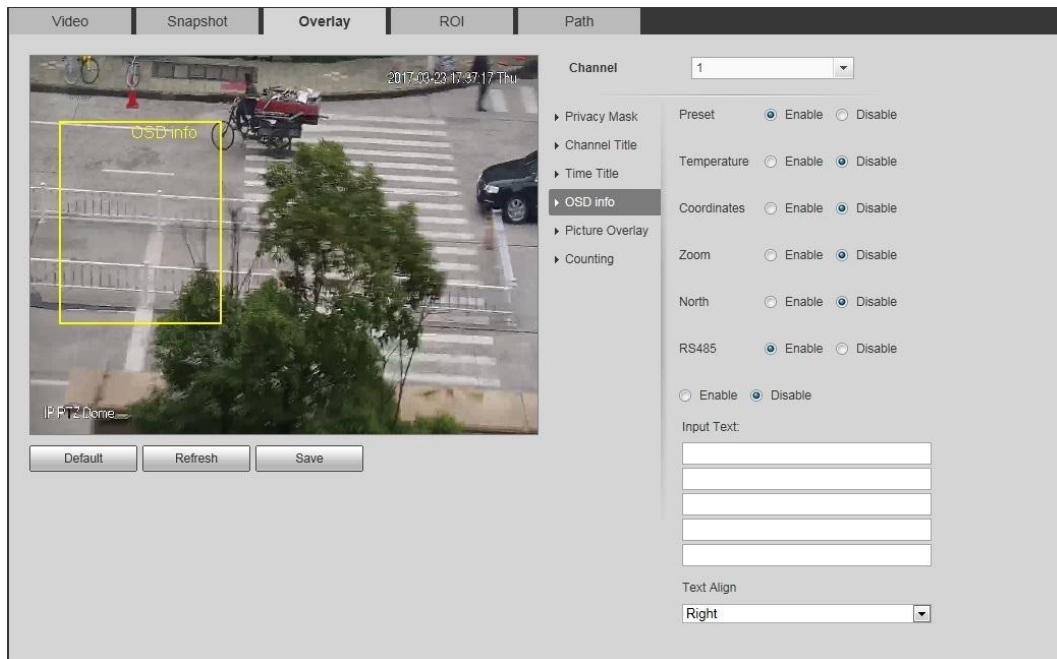 Video Snapshot Overlay ROI Path
2017-03-23 17:37:17 Thu
OSD info
IP PTZ Dome
Default Refresh Save
Channel 1
Privacy Mask
Channel Title
Time Title
OSD info
Picture Overlay
Counting
Preset Enable Disable
Temperature Enable Disable
Coordinates Enable Disable
Zoom Enable Disable
North Enable Disable
RS485 Enable Disable
Enable Disable
Input Text:
Text Align
Right